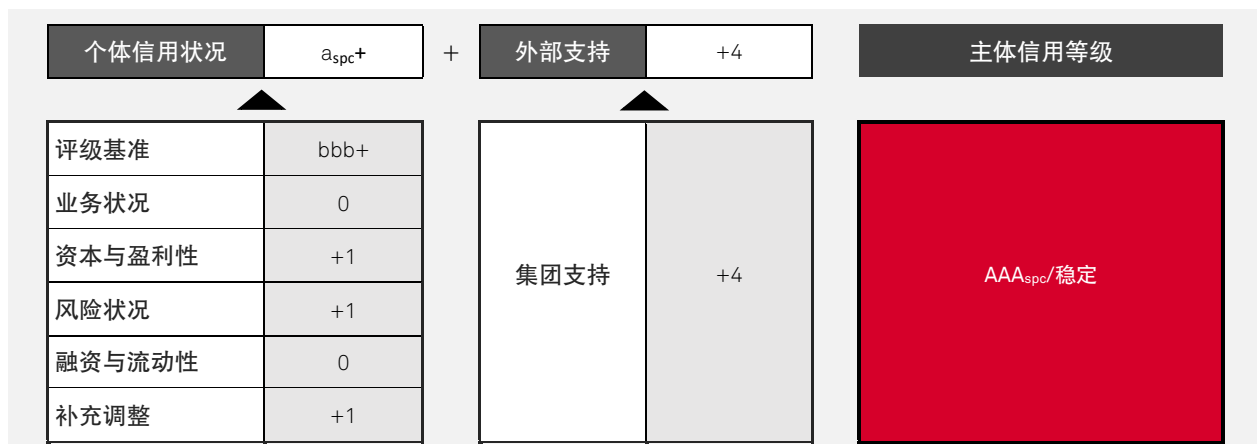 个体信用状况 aspc+ + 外部支持 +4 主体信用等级
评级基准 bbb+
业务状况 0
资本与盈利性 +1
风险状况 +1
融资与流动性 0
补充调整 +1
集团支持 +4
AAAspc/稳定